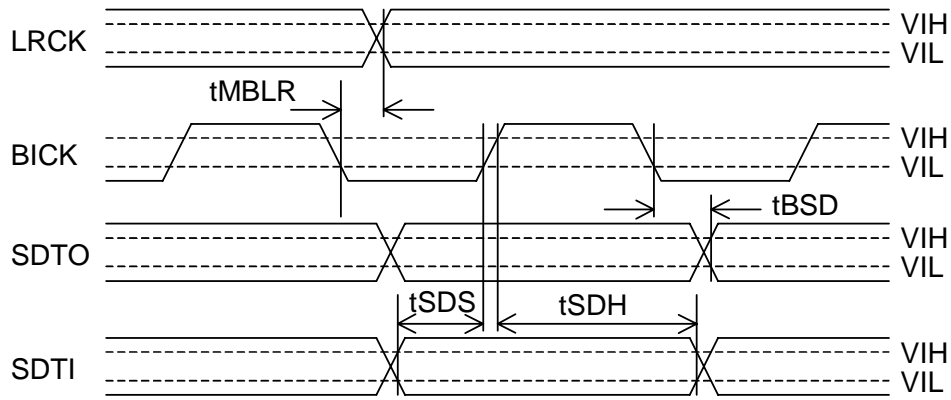 LRCK
VIH
VIL
tMBLR
BICK
VIH
VIL
tBSD
SDTO
VIH
VIL
tSDS
tSDH
SDTI
VIH
VIL